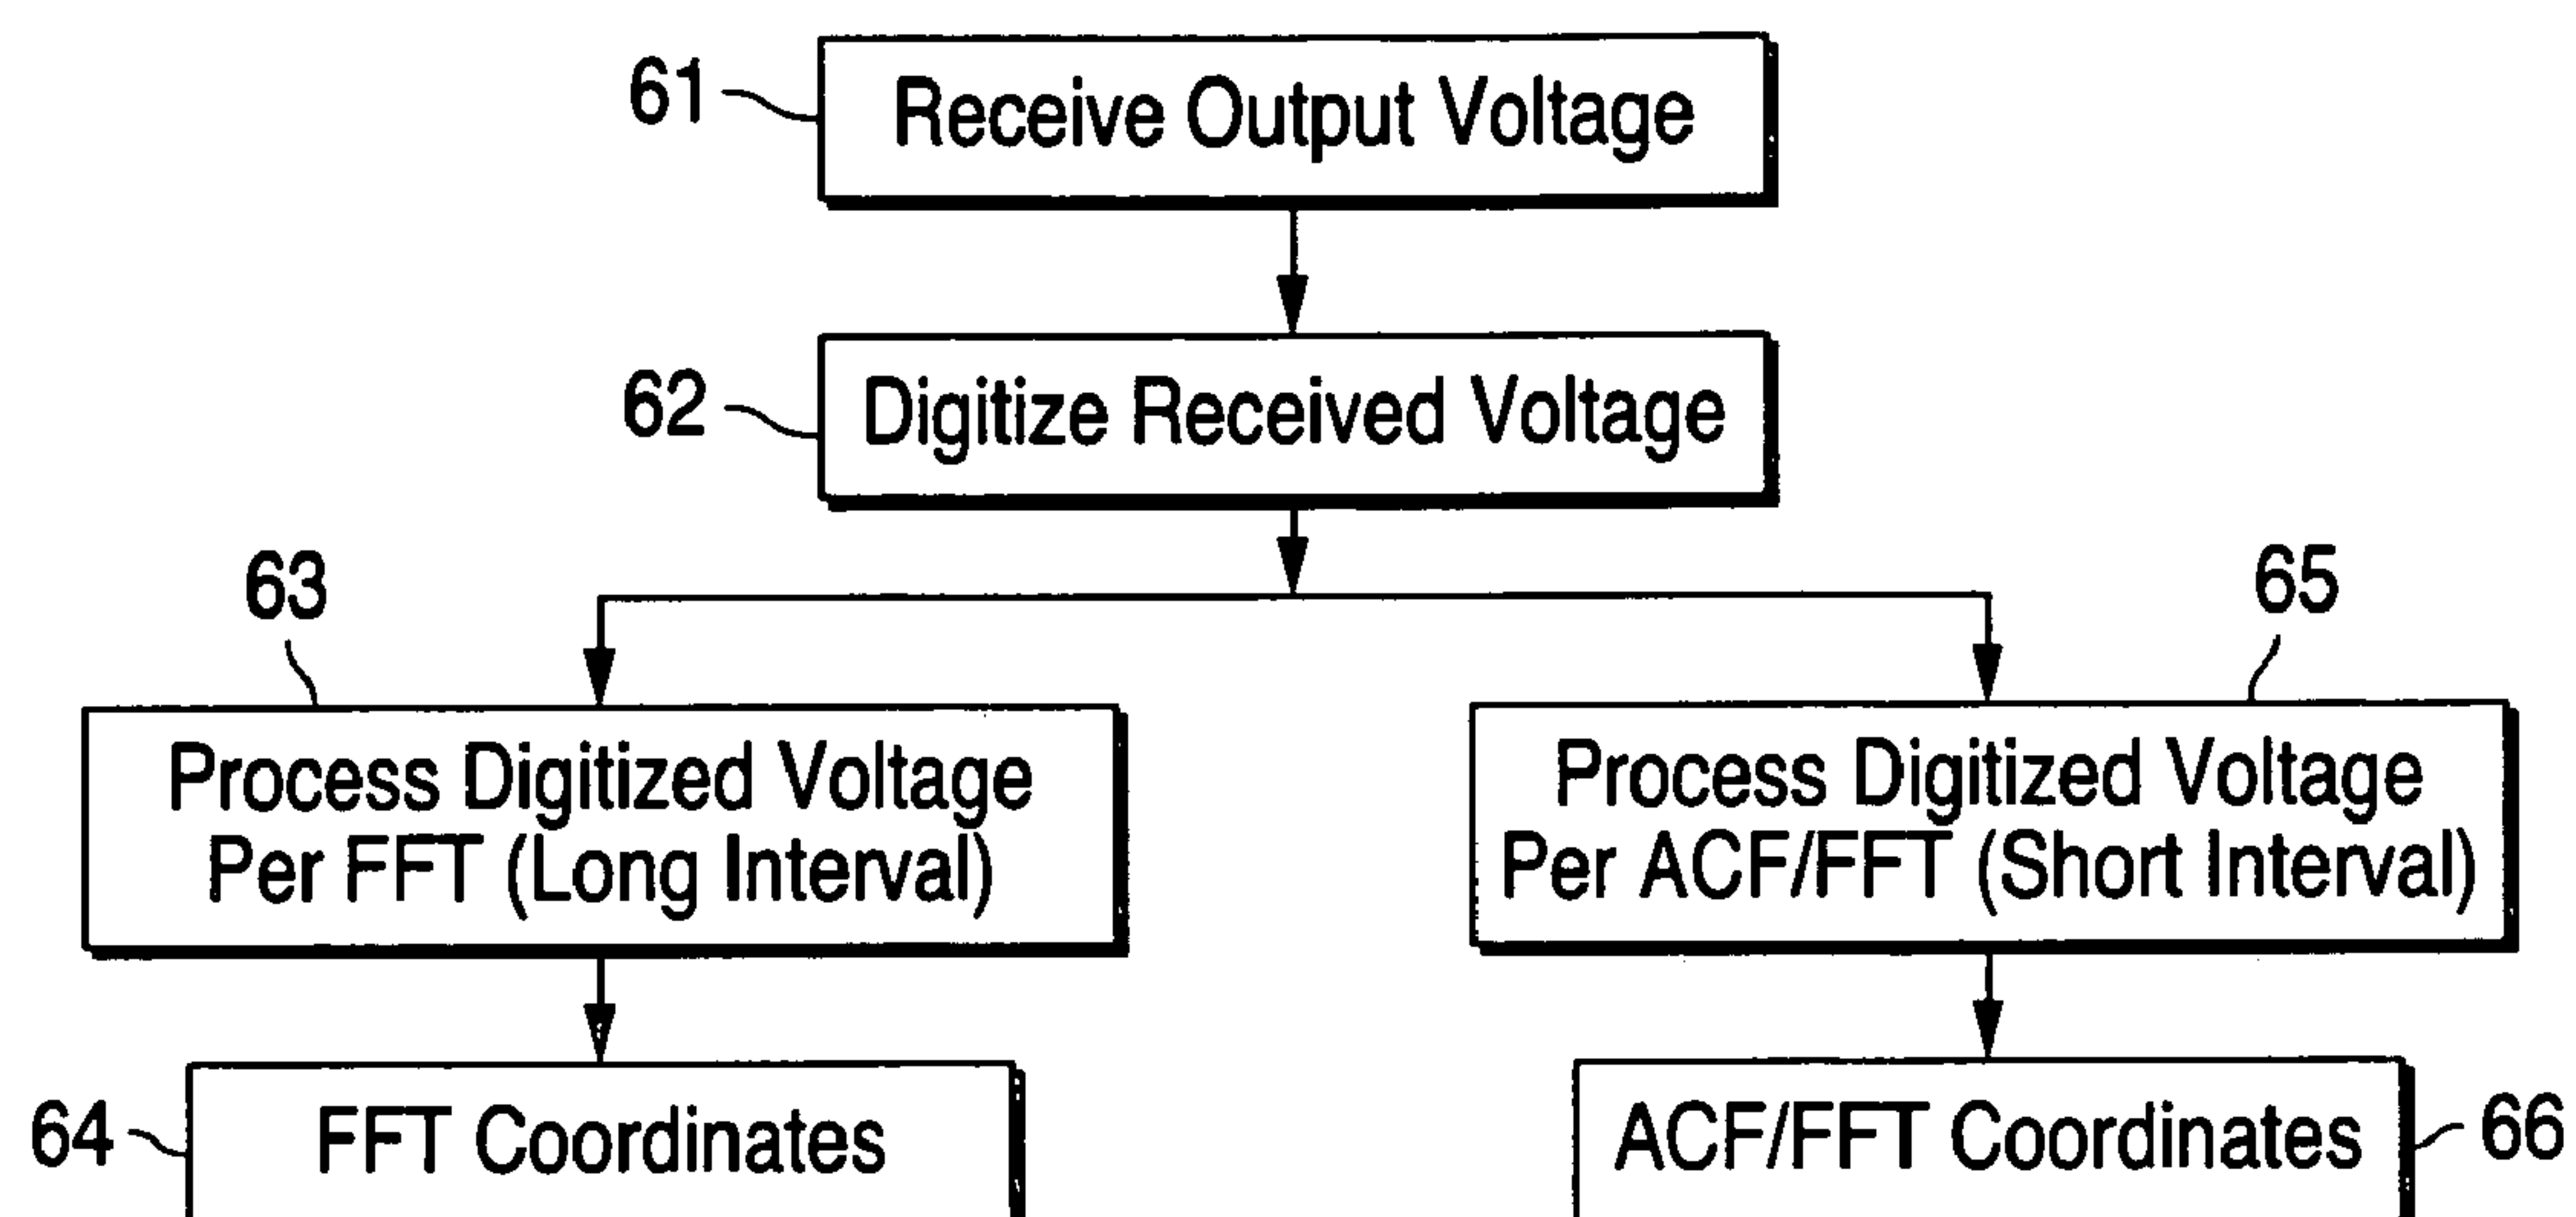 61
Receive Output Voltage
62
Digitize Received Voltage
63
65
Process Digitized Voltage
Per FFT (Long Interval)
Process Digitized Voltage
Per ACF/FFT (Short Interval)
64
FFT Coordinates
ACF/FFT Coordinates
66